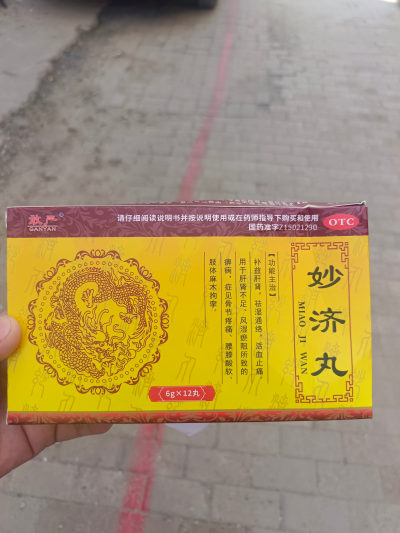 请仔细阅读说明书并按说明使用或在药师指导下购买和使用
国药准字Z15021290
OTC
妙济丸
MIAO JI WAN
【功能主治】
补益肝肾，祛湿通络，活血止痛
用于肝肾不足、风湿瘀阻所致的
痹病，症见骨节疼痛，腰膝酸软，
肢体麻木拘挛。
6g×12丸